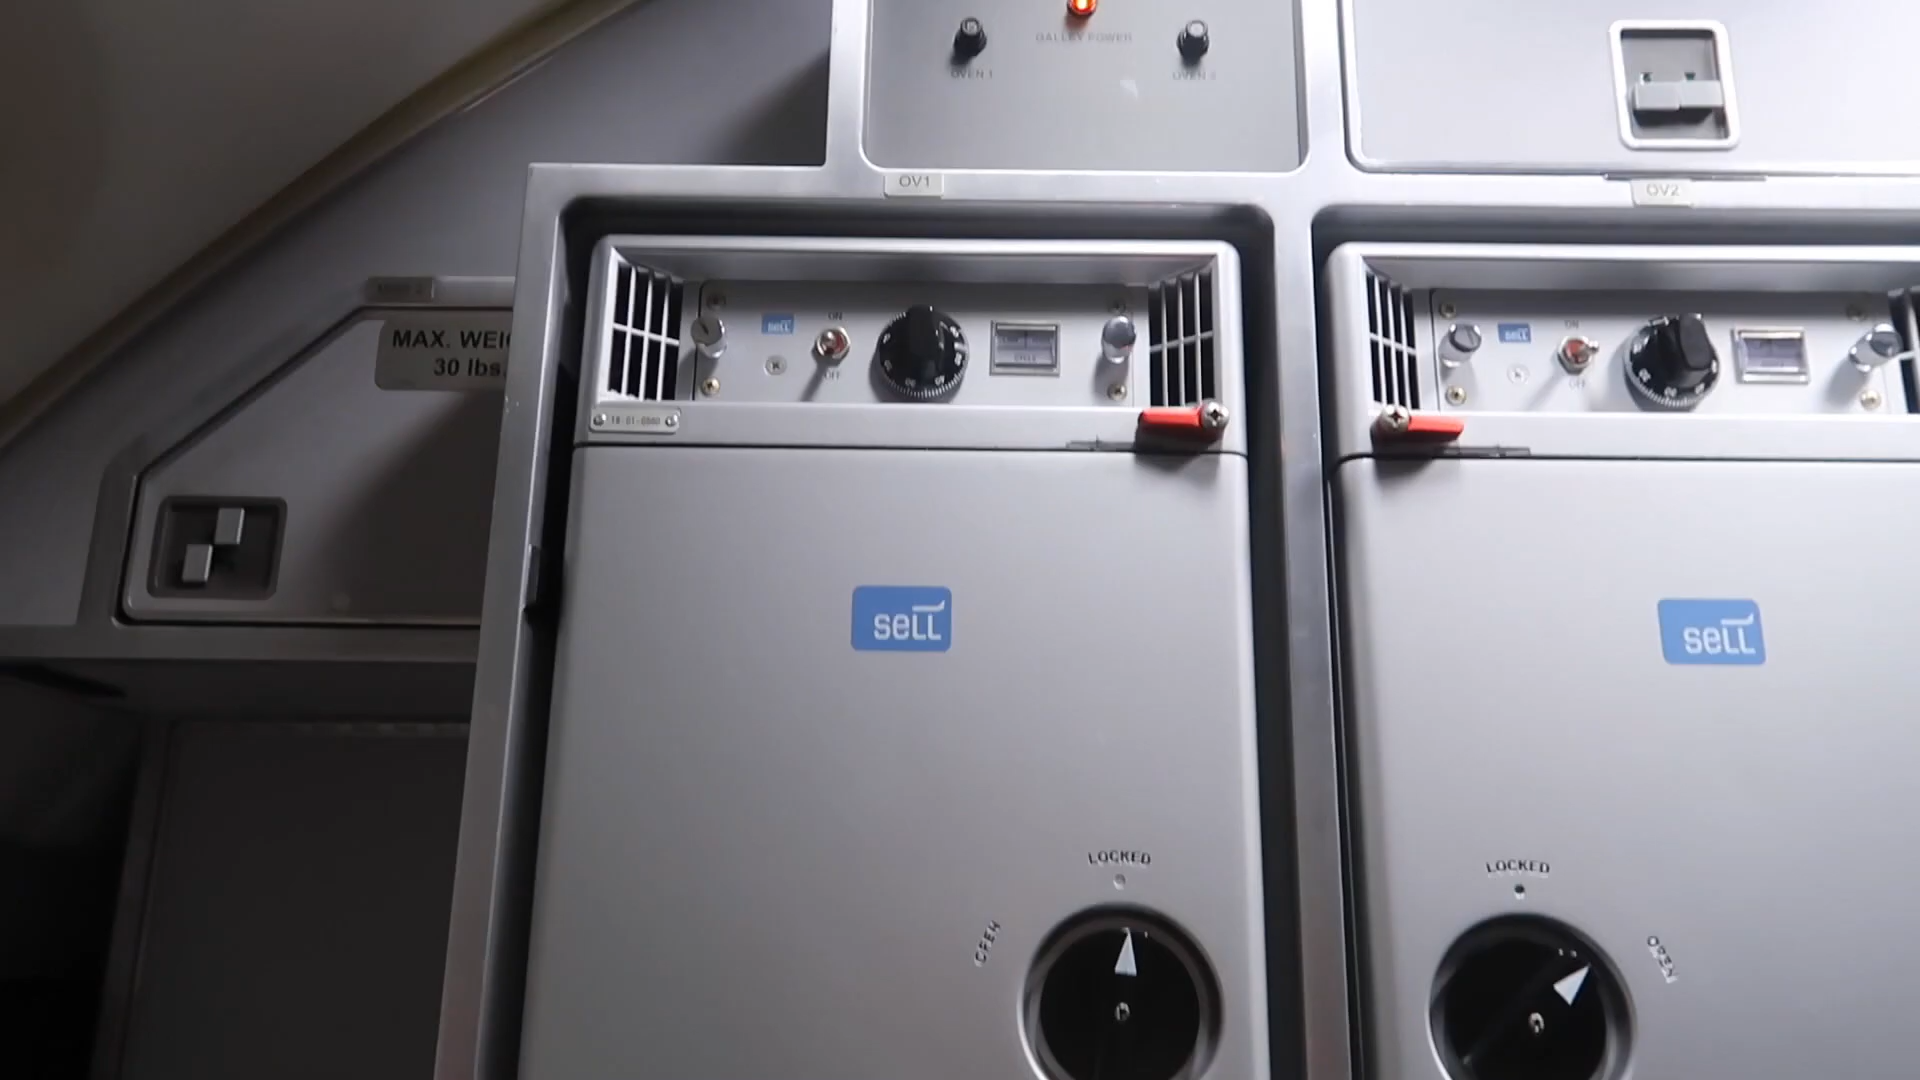 GALLEY POWER
OVEN 1
OVEN 2
OV1
OV2
sell
ON
OFF
CYCLE
sell
ON
OFF
MAX. WEI
30 lbs.
sell
sell
LOCKED
OPEN
LOCKED
OPEN